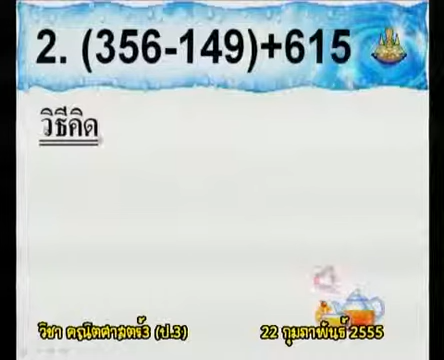 2. (356-149)+615
วิธีคิด
วิชา คณิตศาสตร์3 (ป.3) 22 กุมภาพันธ์ 2555